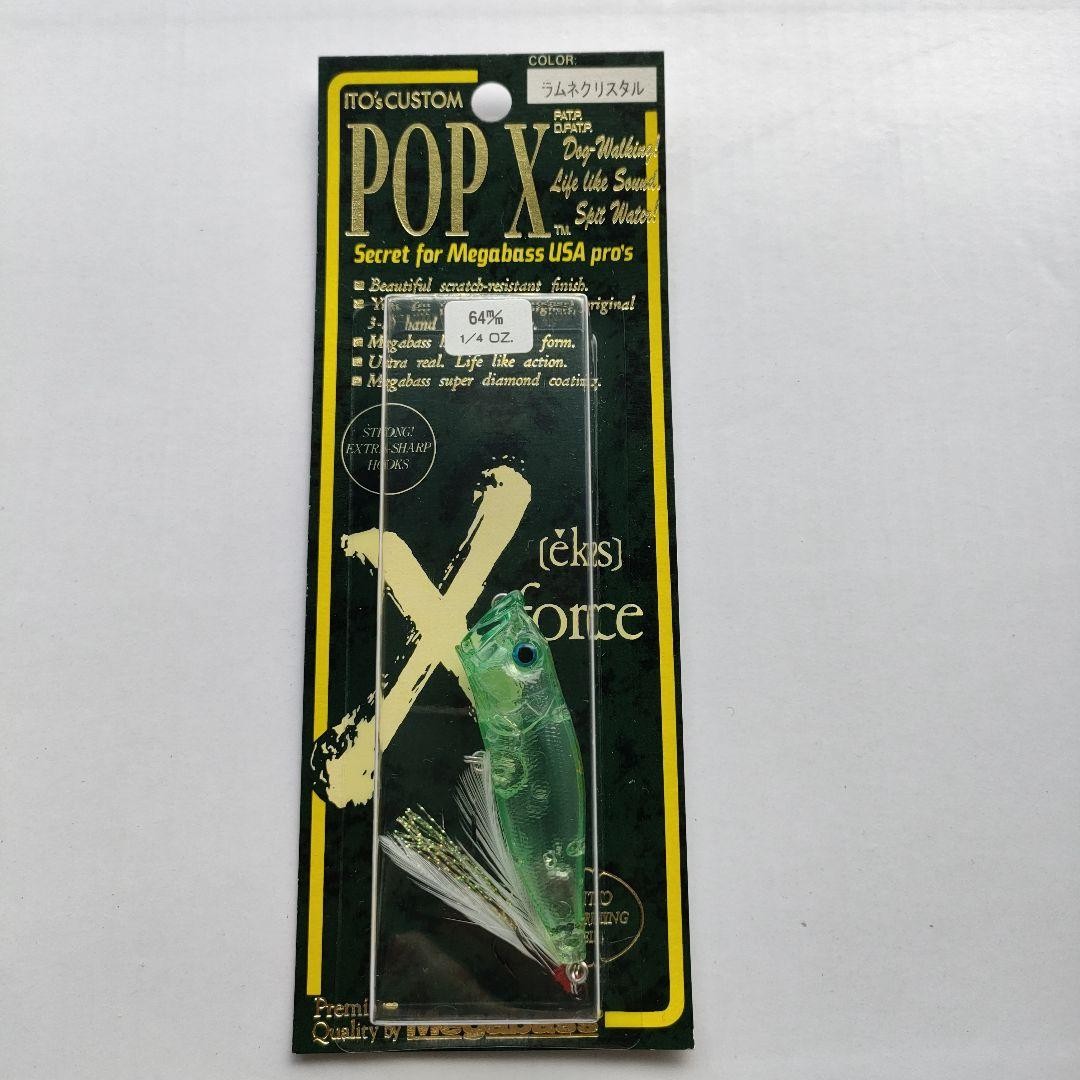 COLOR:
ラムネクリスタル
ITO's CUSTOM
POP X TM.
PAT.P.
D.PAT.P.
Dog-Walking!
Life like Sound.
Spit Water!
Secret for Megabass USA pro's
Beautiful scratch-resistant finish.
original
hand
64m/m
1/4 OZ.
Megabass form.
Ultra real. Life like action.
Megabass super diamond coating.
STRONG!
EXTRA-SHARP
HOOKS
X
(ěkıs)
force
Quality by Megabass